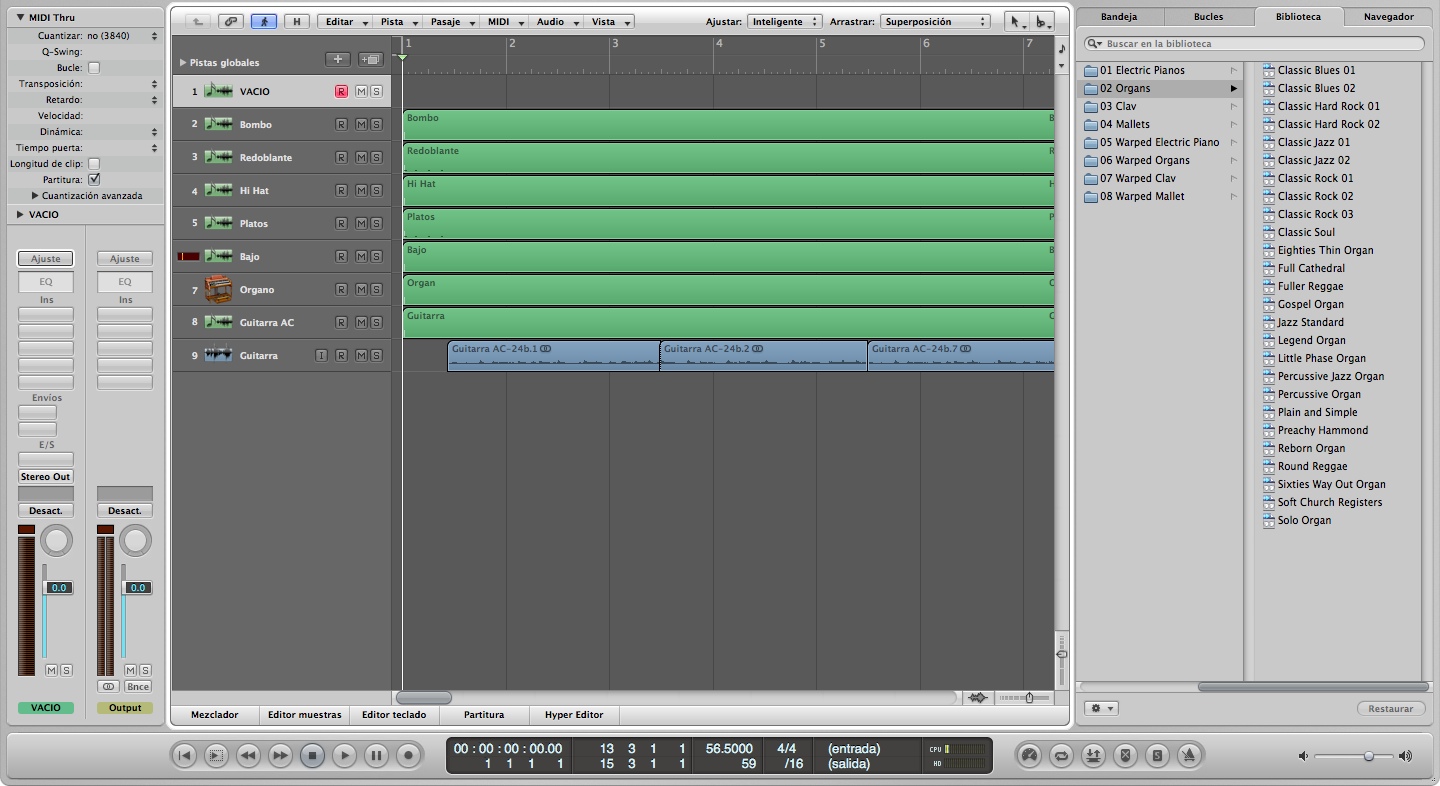 MIDI Thru
Cuantizar: no (3840)
Q-Swing:
Bucle:
Transposición:
Retardo:
Velocidad:
Dinámica:
Tiempo puerta:
Longitud de clip:
Partitura:
Cuantización avanzada
VACIO
Ajuste Ajuste
EQ EQ
Ins Ins
Envíos
E/S
Stereo Out
Desact. Desact.
0.0 0.0
M S M S
Bnce
VACIO Output
H Editar Pista Pasaje MIDI Audio Vista Ajustar: Inteligente Arrastrar: Superposición
Pistas globales
1 2 3 4 5 6 7
1 VACIO R M S
2 Bombo R M S Bombo B
3 Redoblante R M S Redoblante R
4 Hi Hat R M S Hi Hat H
5 Platos R M S Platos P
Bajo R M S Bajo B
7 Organo R M S Organ O
8 Guitarra AC R M S Guitarra G
9 Guitarra I R M S Guitarra AC-24b.1 Guitarra AC-24b.2 Guitarra AC-24b.7
Mezclador Editor muestras Editor teclado Partitura Hyper Editor
Bandeja Bucles Biblioteca Navegador
Buscar en la biblioteca
01 Electric Pianos
02 Organs
03 Clav
04 Mallets
05 Warped Electric Piano
06 Warped Organs
07 Warped Clav
08 Warped Mallet
Classic Blues 01
Classic Blues 02
Classic Hard Rock 01
Classic Hard Rock 02
Classic Jazz 01
Classic Jazz 02
Classic Rock 01
Classic Rock 02
Classic Rock 03
Classic Soul
Eighties Thin Organ
Full Cathedral
Fuller Reggae
Gospel Organ
Jazz Standard
Legend Organ
Little Phase Organ
Percussive Jazz Organ
Percussive Organ
Plain and Simple
Preachy Hammond
Reborn Organ
Round Reggae
Sixties Way Out Organ
Soft Church Registers
Solo Organ
Restaurar
00 : 00 : 00 : 00.00 13 3 1 1 56.5000 4/4 (entrada) CPU
1 1 1 1 15 3 1 1 59 /16 (salida) HD
S